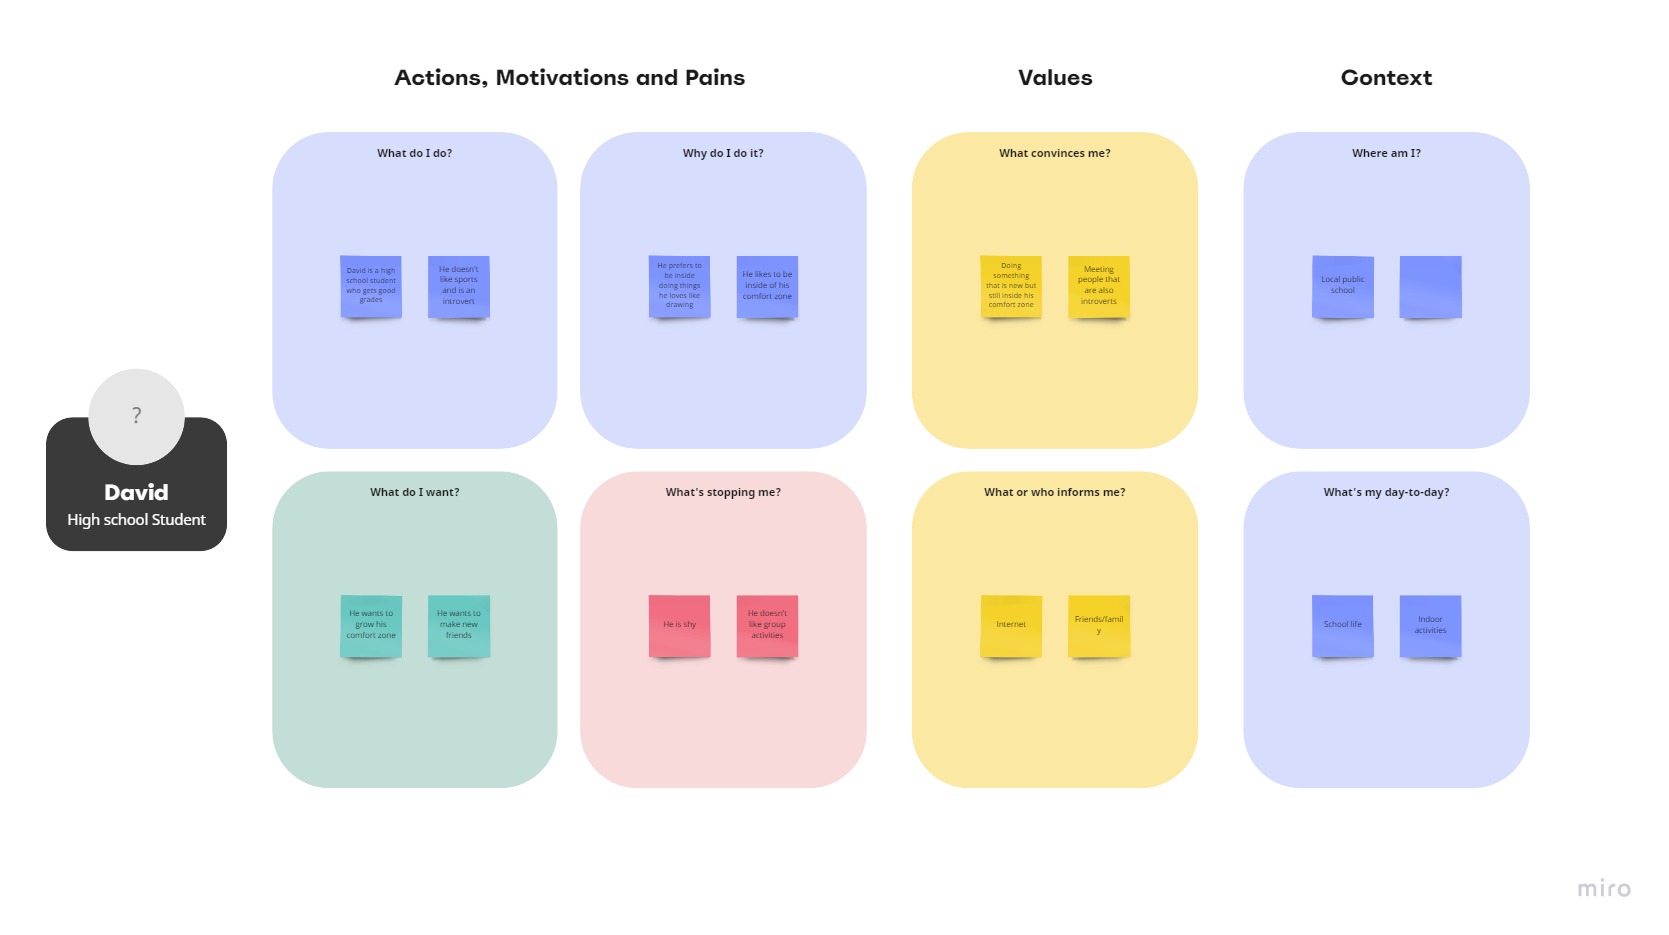 Actions, Motivations and Pains
Values
Context
What do I do?
David is a high
school student
who gets good
grades
He doesn't
like sports
and is an
introvert
Why do I do it?
He prefers to
be inside
doing things
he loves like
drawing
He likes to be
inside of his
comfort zone
What convinces me?
Doing
something
that is new but
still inside his
comfort zone
Meeting
people that
are also
introverts
Where am I?
Local public
school
?
David
High school Student
What do I want?
He wants to
grow his
comfort zone
He wants to
make new
friends
What's stopping me?
He is shy
He doesn't
like group
activities
What or who informs me?
Internet
Friends/famil
y
What's my day-to-day?
School life
Indoor
activities
miro